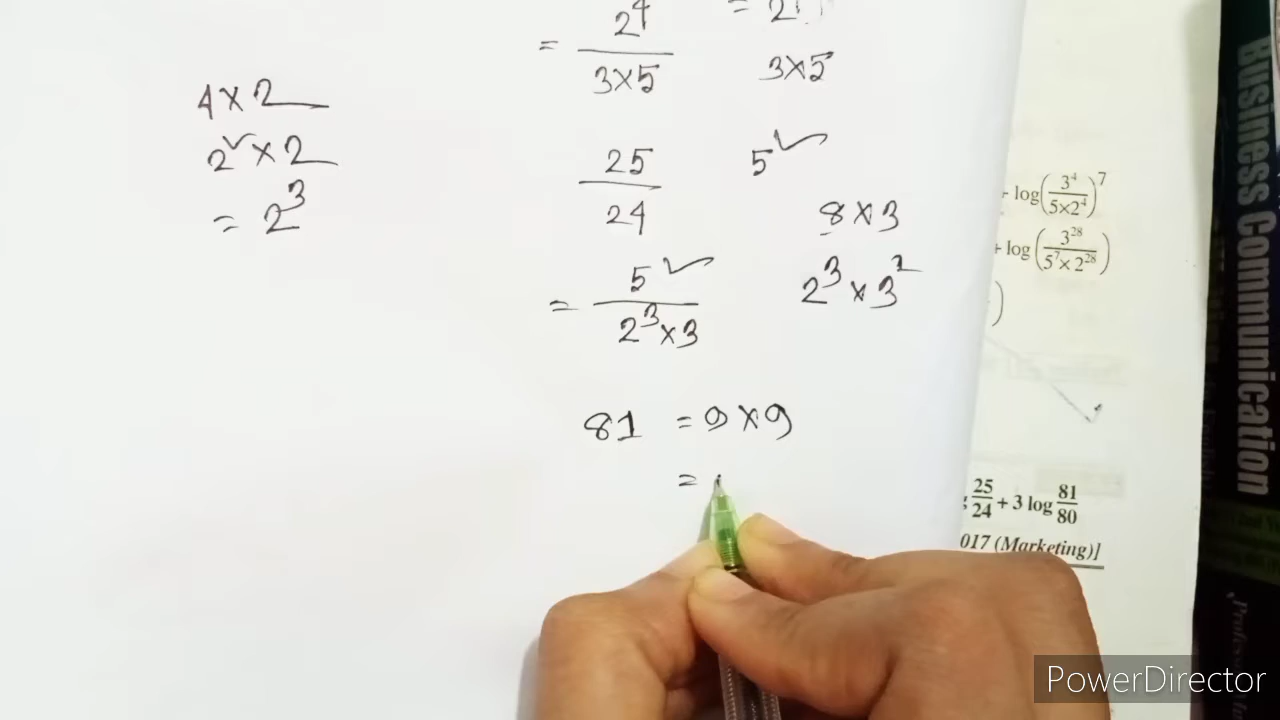 4×2
2²×2
= 2³
= 2⁴/3×5
3×5
25/24
5²
8×3
= 5²/2³×3
2³×3¹
81 = 9×9
=
log(3⁴/5×2⁴)⁷
+ log(3²⁸/5⁷×2²⁸)
)
25/24 + 3 log 81/80
017 (Marketing)]
Business Communication
PowerDirector